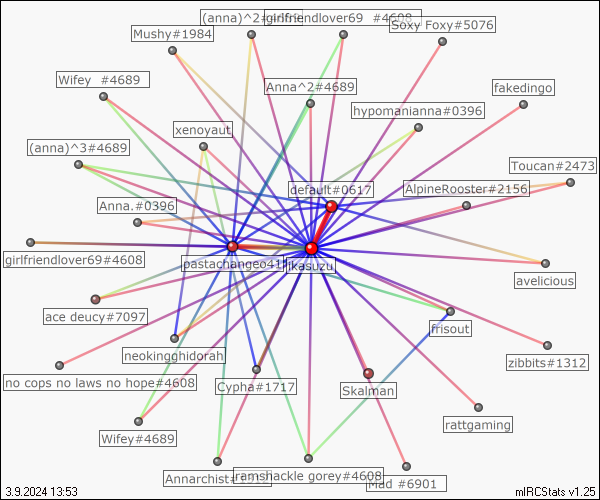 (anna)^2#4689
girlfriendlover69 #4608
Soxy Foxy#5076
Mushy#1984
Wifey #4689
Anna^2#4689
fakedingo
hypomanianna#0396
xenoyaut
(anna)^3#4689
Toucan#2473
default#0617
AlpineRooster#2156
Anna.#0396
girlfriendlover69#4608
ikasuzu
avelicious
ace deucy#7097
frisout
neokingghidorah
zibbits#1312
no cops no laws no hope#4608
Cypha#1717
Skalman
rattgaming
Wifey#4689
ramshackle gorey#4608
Mad #6901
3.9.2024 13:53
mIRCStats v1.25